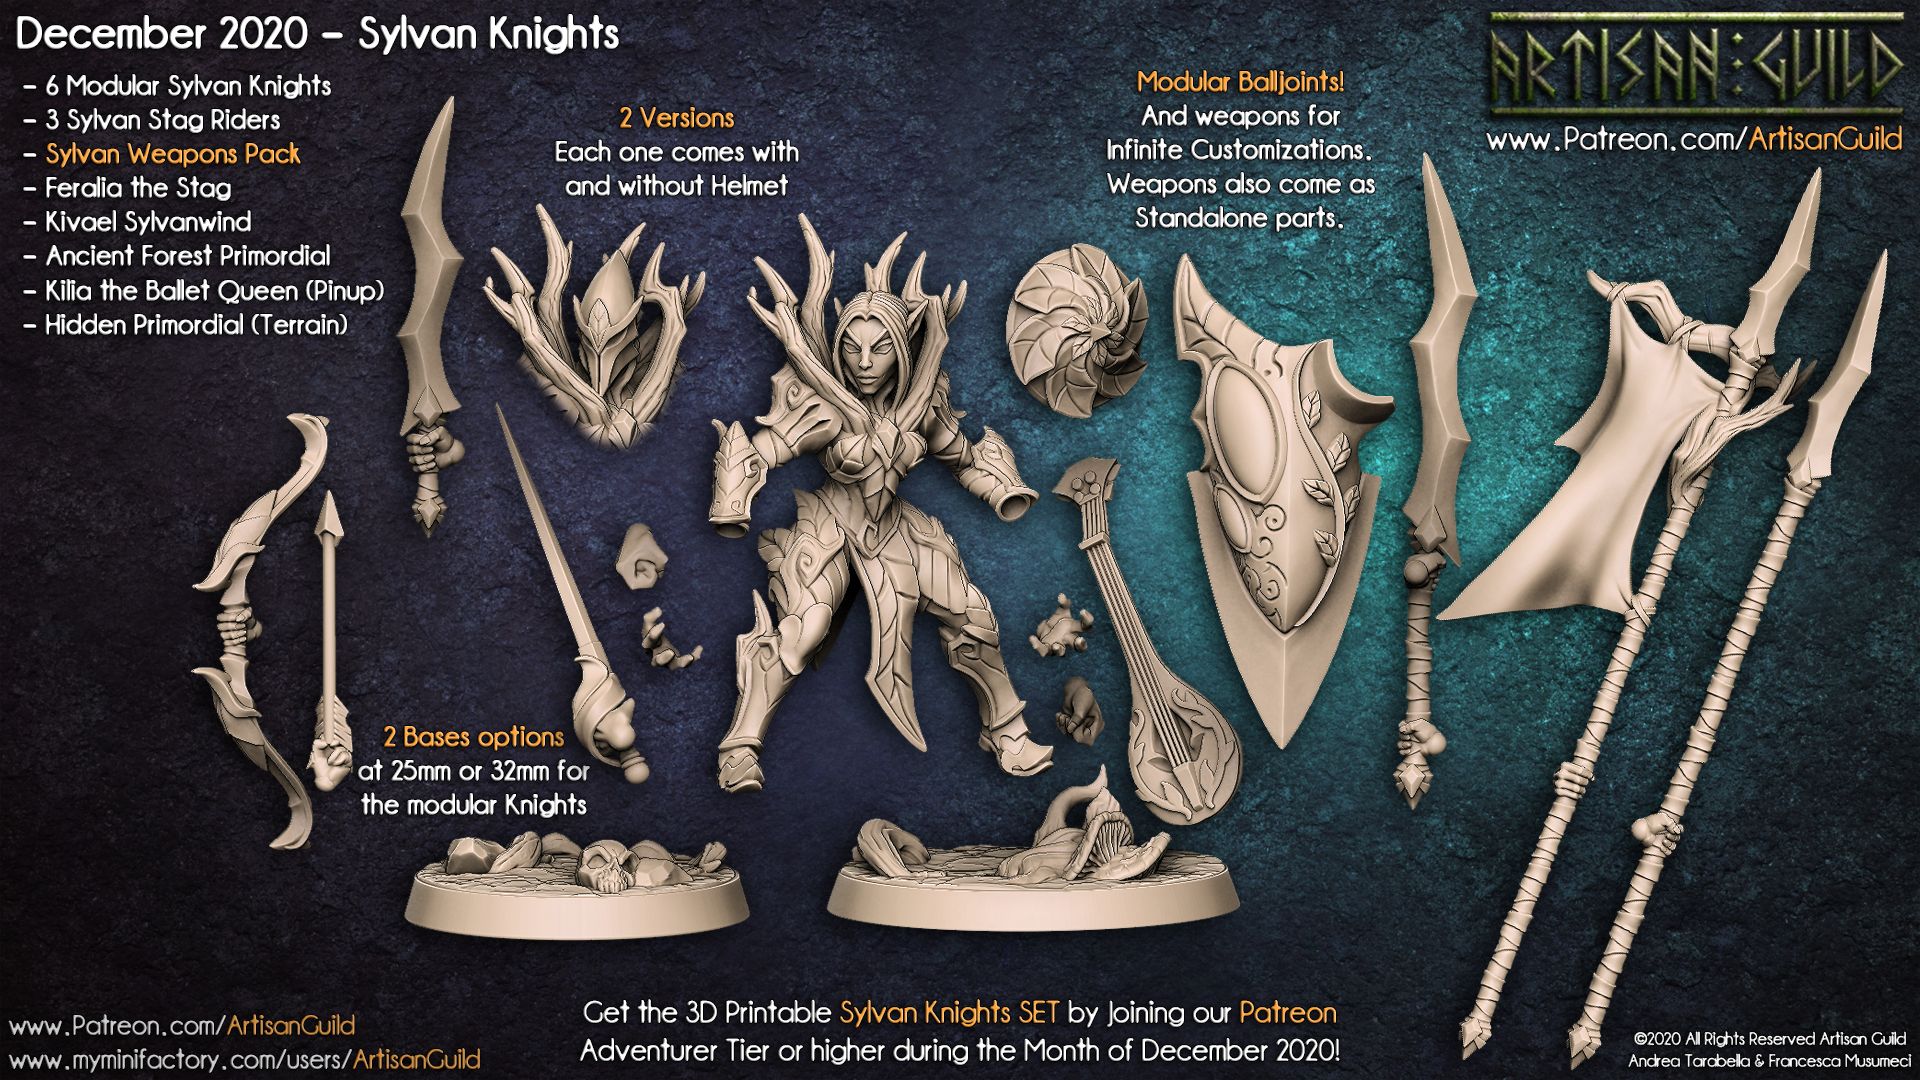 December 2020 – Sylvan Knights
– 6 Modular Sylvan Knights
– 3 Sylvan Stag Riders
– Sylvan Weapons Pack
– Feralia the Stag
– Kivael Sylvanwind
– Ancient Forest Primordial
– Kilia the Ballet Queen (Pinup)
– Hidden Primordial (Terrain)
2 Versions
Each one comes with
and without Helmet
Modular Balljoints!
And weapons for
Infinite Customizations.
Weapons also come as
Standalone parts.
ARTISAN:GUILD
www.Patreon.com/ArtisanGuild
2 Bases options
at 25mm or 32mm for
the modular Knights
Get the 3D Printable Sylvan Knights SET by Joining our Patreon
Adventurer Tier or higher during the Month of December 2020!
www.Patreon.com/ArtisanGuild
www.myminifactory.com/users/ArtisanGuild
©2020 All Rights Reserved Artisan Guild
Andrea Tarabella & Francesca Musumeci